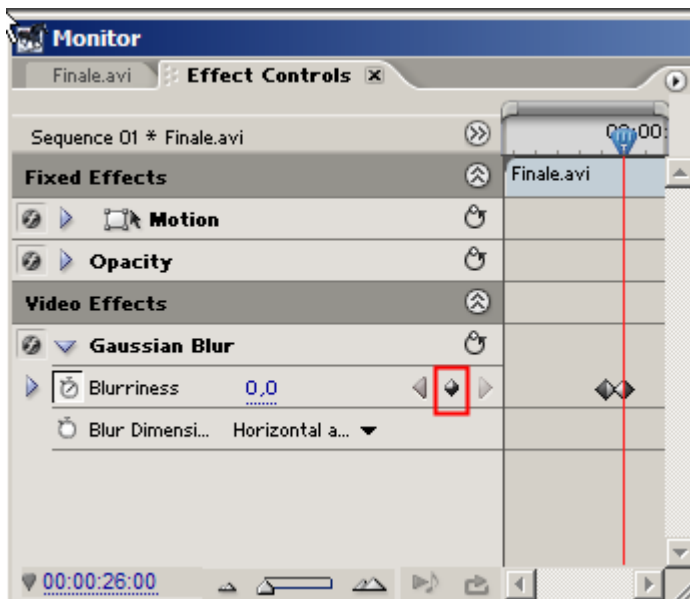 Monitor
Finale.avi Effect Controls
Sequence 01 * Finale.avi
Fixed Effects Finale.avi
Motion
Opacity
Video Effects
Gaussian Blur
Blurriness 0,0
Blur Dimensi... Horizontal a...
00:00:26:00